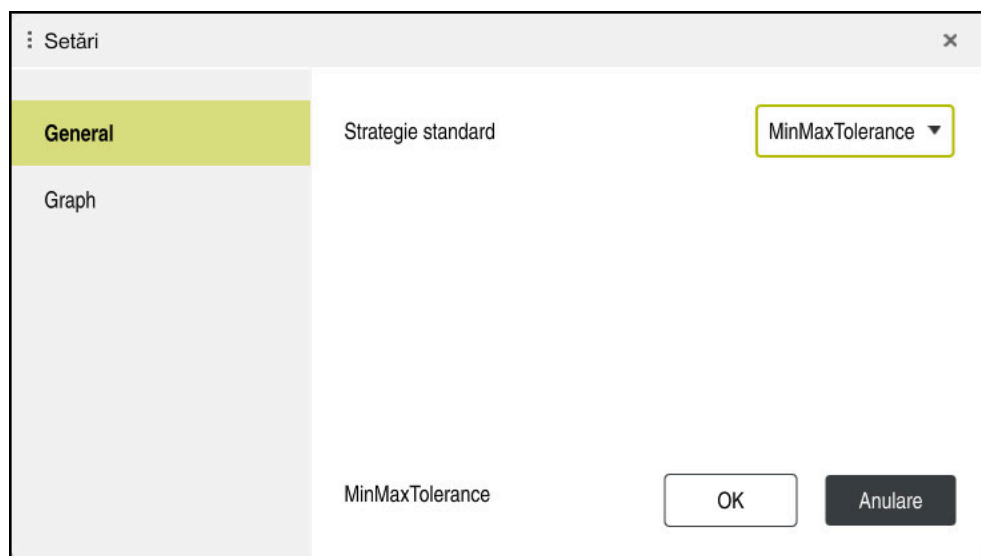 Setări
General
Strategie standard
MinMaxTolerance
Graph
MinMaxTolerance
OK
Anulare